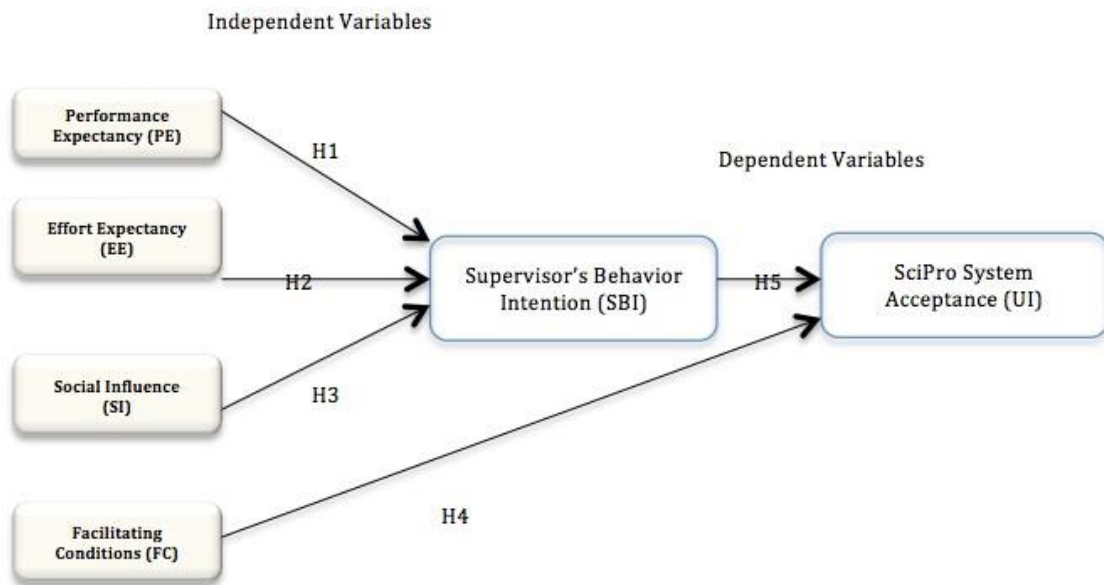 Independent Variables
Performance
Expectancy (PE)
H1
Dependent Variables
Effort Expectancy
(EE)
H2
Supervisor's Behavior
Intention (SBI)
H5
SciPro System
Acceptance (UI)
Social Influence
(SI)
H3
H4
Facilitating
Conditions (FC)